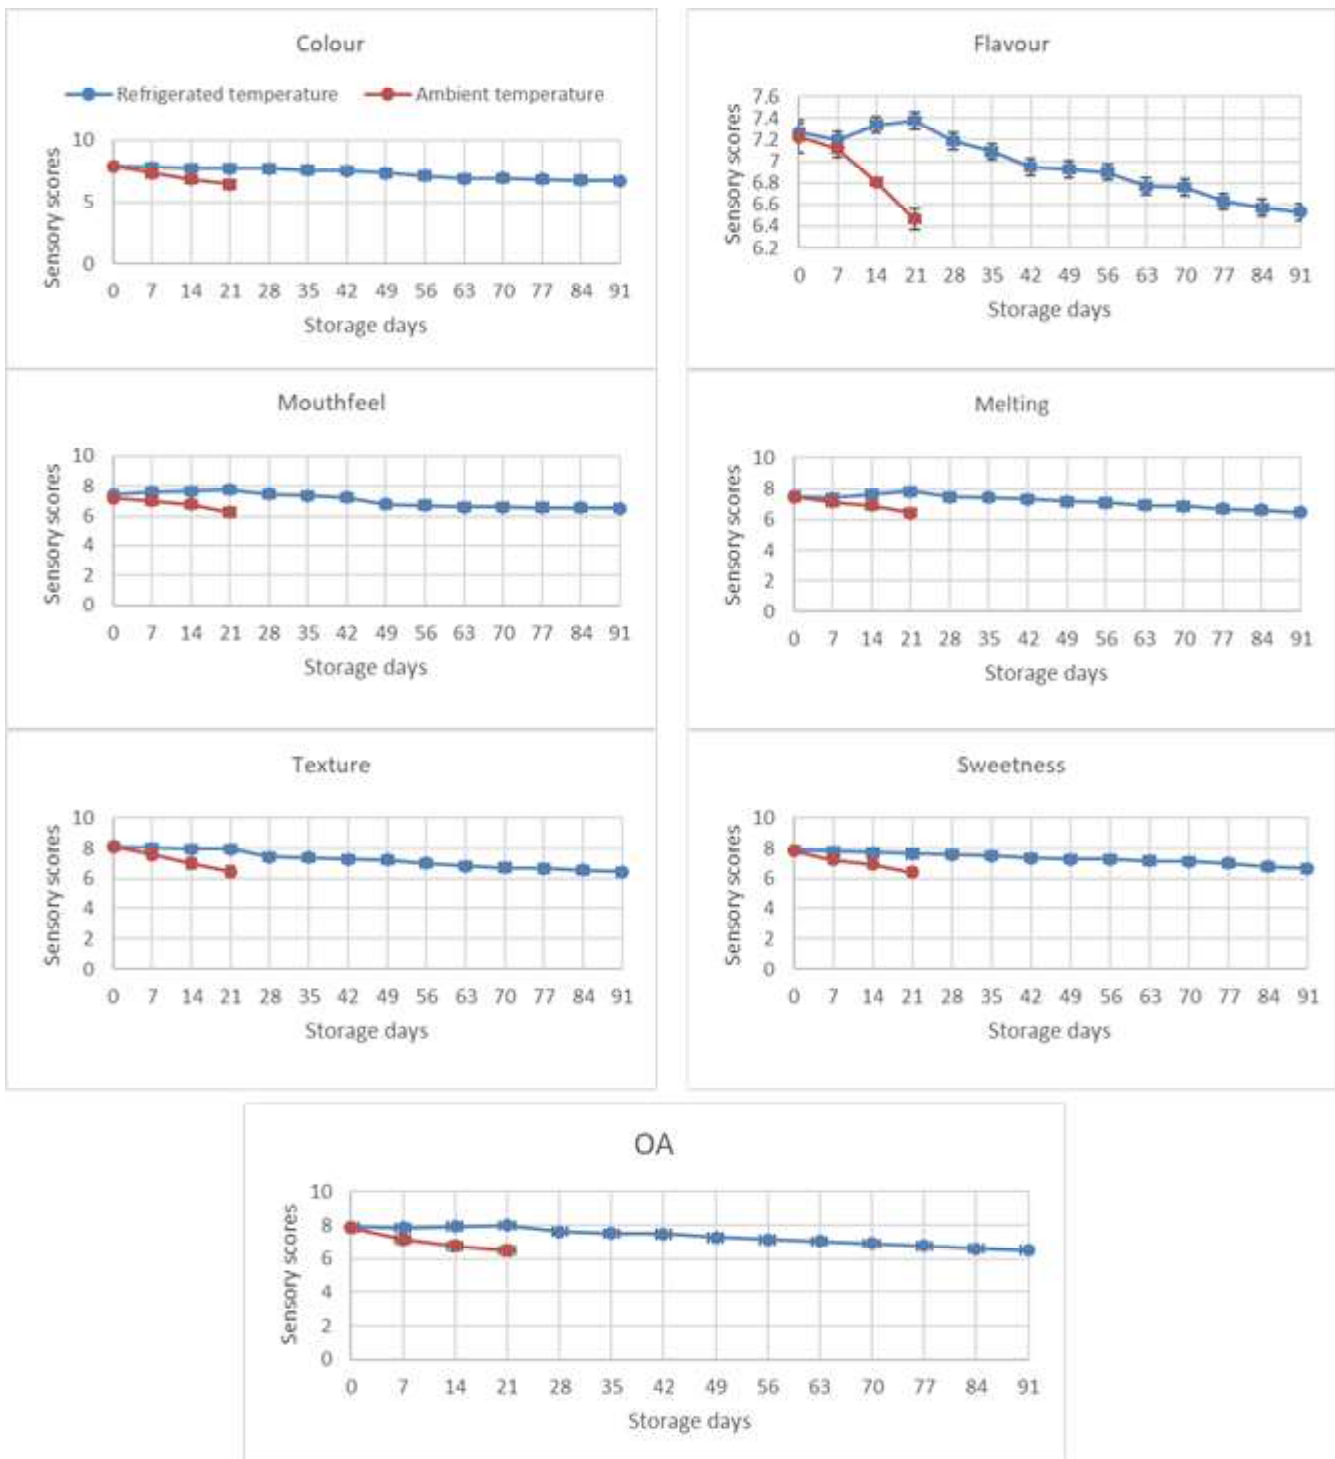 Colour
Refrigerated temperature Ambient temperature
Sensory scores
10
5
0
0 7 14 21 28 35 42 49 56 63 70 77 84 91
Storage days
Flavour
Sensory scores
7.6
7.4
7.2
7
6.8
6.6
6.4
6.2
0 7 14 21 28 35 42 49 56 63 70 77 84 91
Storage days
Mouthfeel
Sensory scores
10
8
6
4
2
0
0 7 14 21 28 35 42 49 56 63 70 77 84 91
Storage days
Melting
Sensory scores
10
8
6
4
2
0
0 7 14 21 28 35 42 49 56 63 70 77 84 91
Storage days
Texture
Sensory scores
10
8
6
4
2
0
0 7 14 21 28 35 42 49 56 63 70 77 84 91
Storage days
Sweetness
Sensory scores
10
8
6
4
2
0
0 7 14 21 28 35 42 49 56 63 70 77 84 91
Storage days
OA
Sensory scores
10
8
6
4
2
0
0 7 14 21 28 35 42 49 56 63 70 77 84 91
Storage days